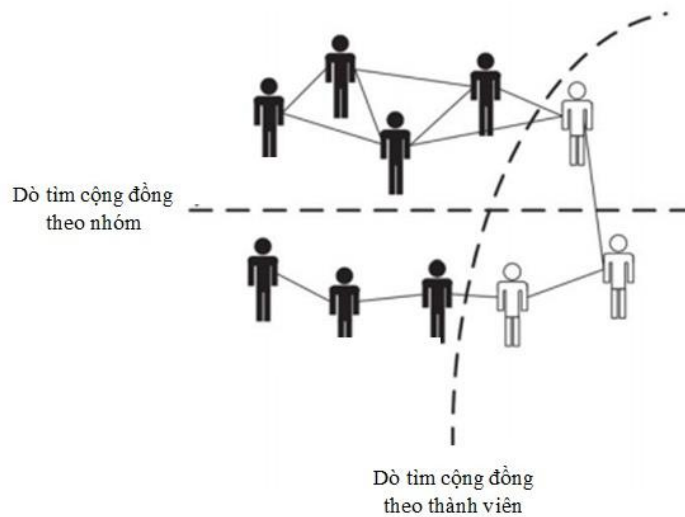 Dò tìm cộng đồng
theo nhóm
Dò tìm cộng đồng
theo thành viên